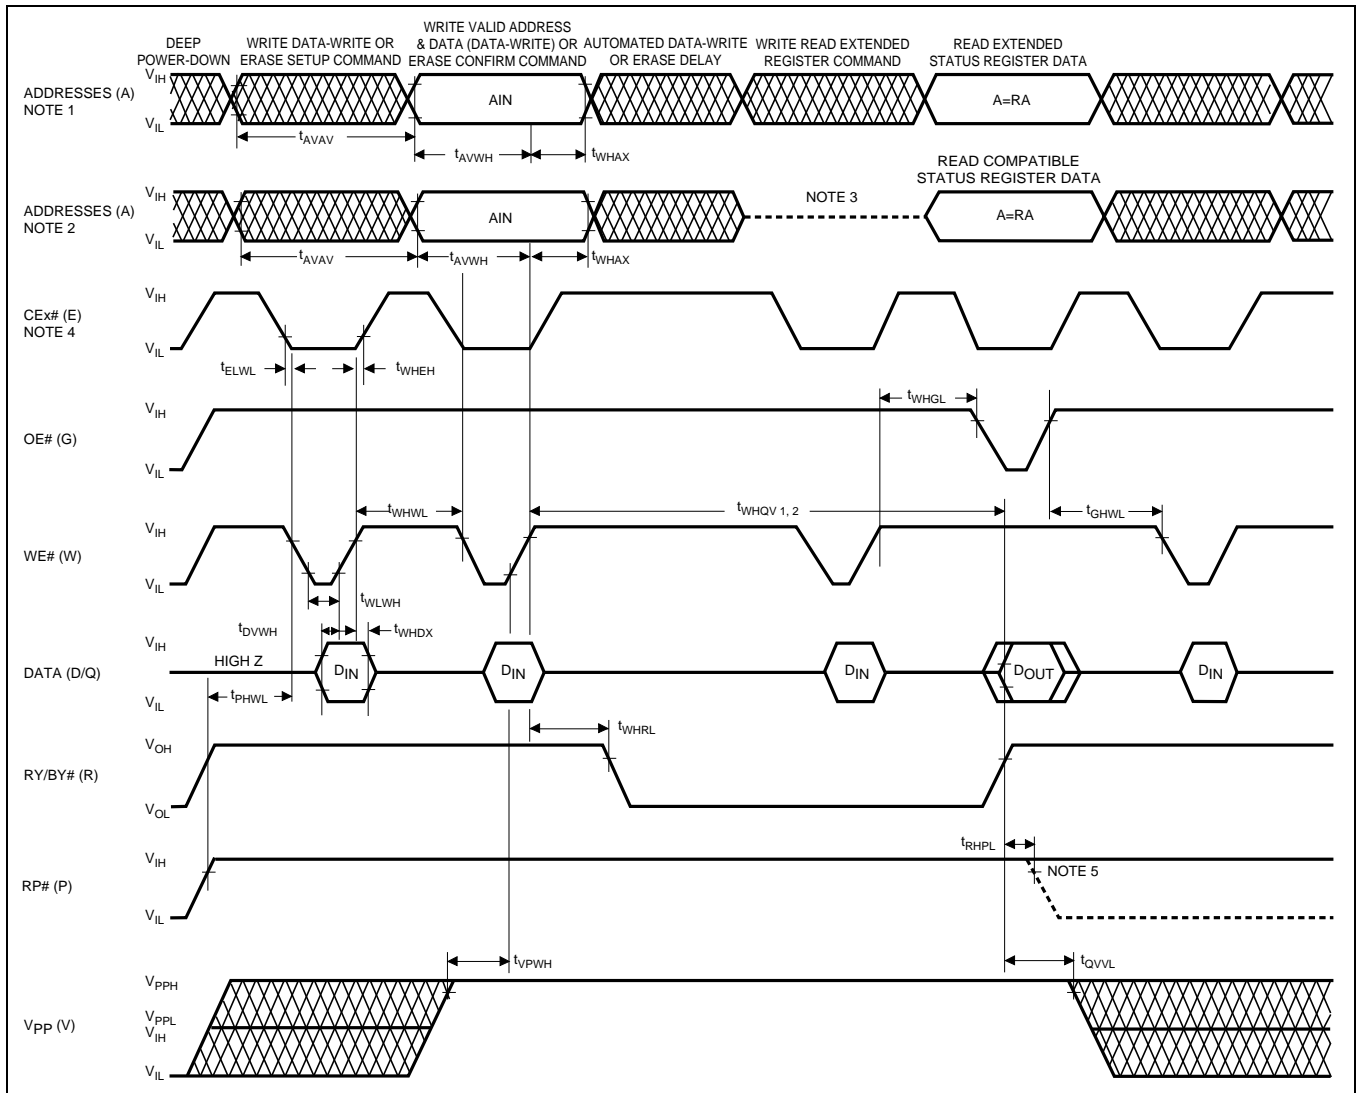 DEEP
POWER-DOWN
WRITE DATA-WRITE OR
ERASE SETUP COMMAND
WRITE VALID ADDRESS
& DATA (DATA-WRITE) OR
ERASE CONFIRM COMMAND
AUTOMATED DATA-WRITE
OR ERASE DELAY
WRITE READ EXTENDED
REGISTER COMMAND
READ EXTENDED
STATUS REGISTER DATA
ADDRESSES (A)
NOTE 1
VIH
VIL
AIN
A=RA
tAVAV
tAVWH
tWHAX
READ COMPATIBLE
STATUS REGISTER DATA
ADDRESSES (A)
NOTE 2
VIH
VIL
AIN
NOTE 3
A=RA
tAVAV
tAVWH
tWHAX
CEx# (E)
NOTE 4
VIH
VIL
tELWL
tWHEH
OE# (G)
VIH
VIL
tWHGL
WE# (W)
VIH
VIL
tWHWL
tWHQV 1, 2
tGHWL
tWLWH
DATA (D/Q)
VIH
VIL
HIGH Z
tDVWH
tWHDX
DIN
DIN
DIN
DOUT
DIN
tPHWL
tWHRL
RY/BY# (R)
VOH
VOL
RP# (P)
VIH
VIL
tRHPL
NOTE 5
VPP (V)
VPPH
VPPL
VIH
VIL
tVPWH
tQVVL